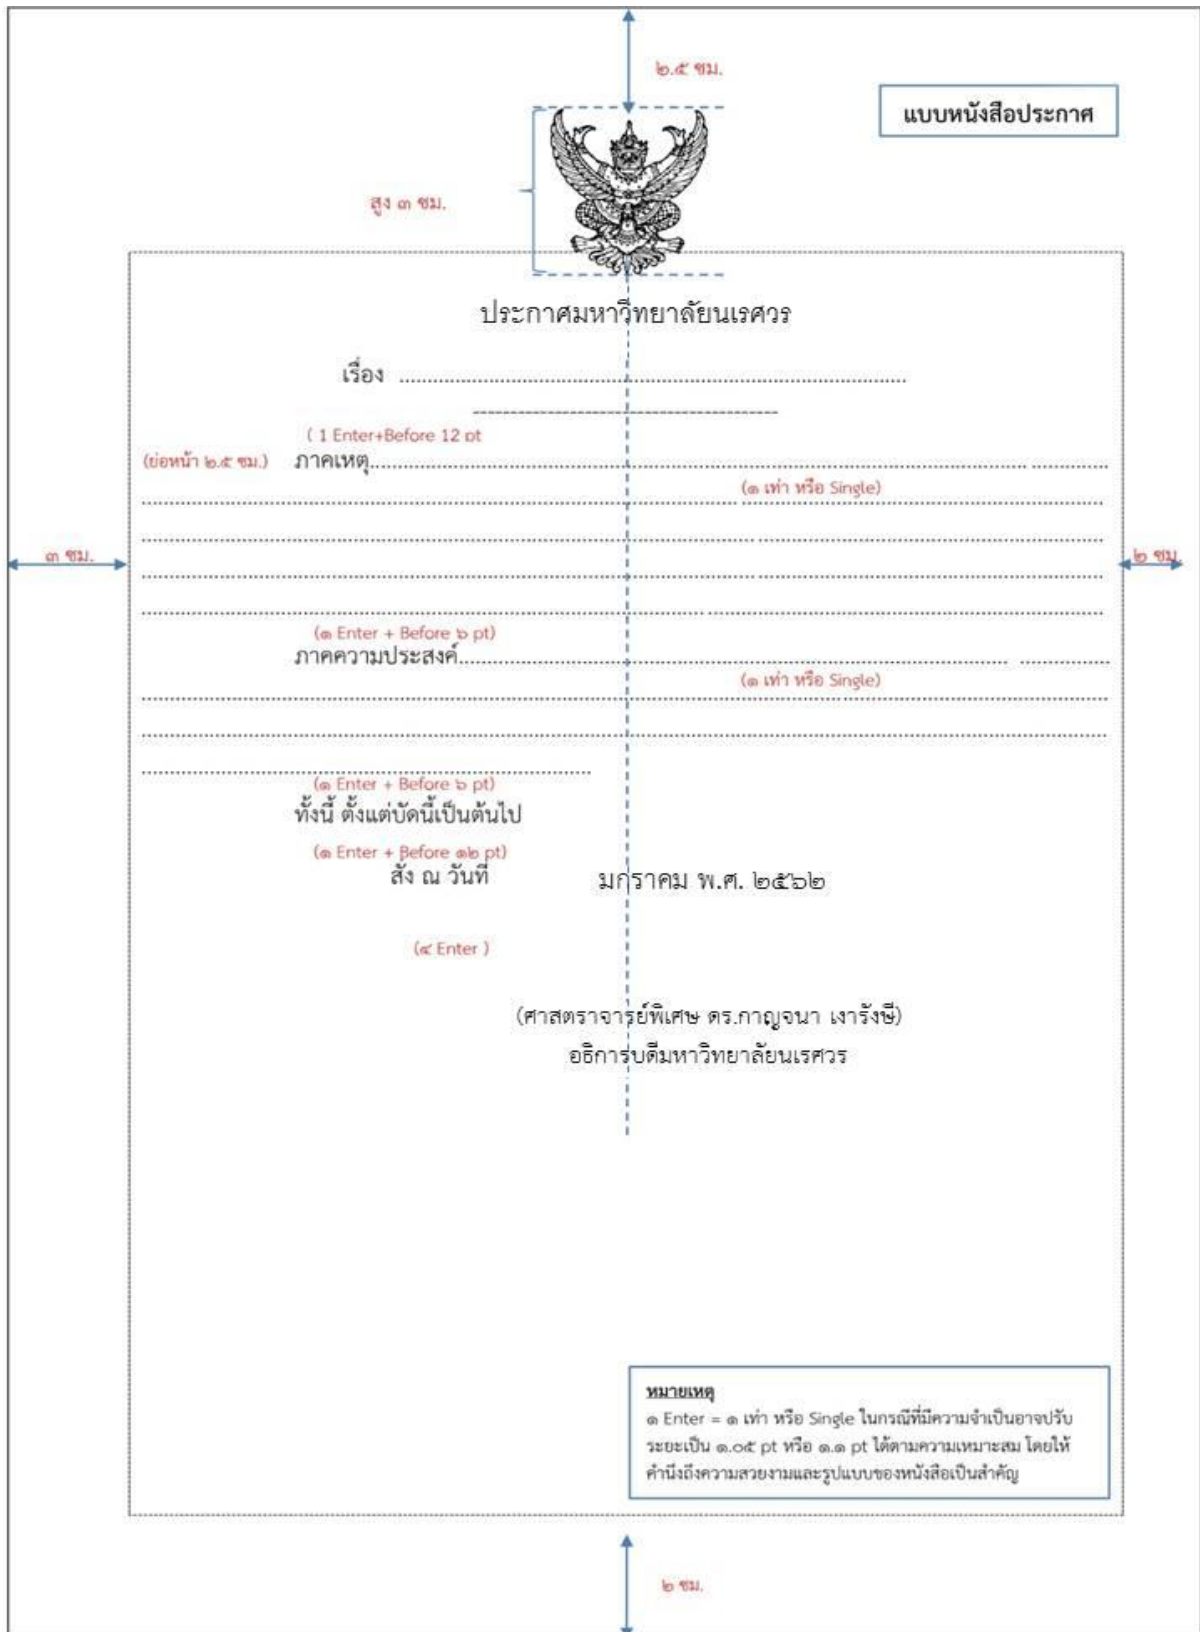 ๒.๕ ซม.
แบบหนังสือประกาศ
สูง ๓ ซม.
ประกาศมหาวิทยาลัยนเรศวร
เรื่อง ....................................................................................
----------------------------------------
( 1 Enter+Before 12 pt
(ย่อหน้า ๒.๕ ซม.) ภาคเหตุ....................................................................................
(๑ เท่า หรือ Single)
๓ ซม.
๒ ซม.
(๑ Enter + Before ๖ pt)
ภาคความประสงค์....................................................................................
(๑ เท่า หรือ Single)
(๑ Enter + Before ๖ pt)
ทั้งนี้ ตั้งแต่บัดนี้เป็นต้นไป
(๑ Enter + Before ๑๒ pt)
สั่ง ณ วันที่ มกราคม พ.ศ. ๒๕๖๒
(๔ Enter )
(ศาสตราจารย์พิเศษ ดร.กาญจนา เงารังษี)
อธิการบดีมหาวิทยาลัยนเรศวร
หมายเหตุ
๑ Enter = ๑ เท่า หรือ Single ในกรณีที่มีความจำเป็นอาจปรับ
ระยะเป็น ๑.๐๕ pt หรือ ๑.๑ pt ได้ตามความเหมาะสม โดยให้
คำนึงถึงความสวยงามและรูปแบบของหนังสือเป็นสำคัญ
๒ ซม.